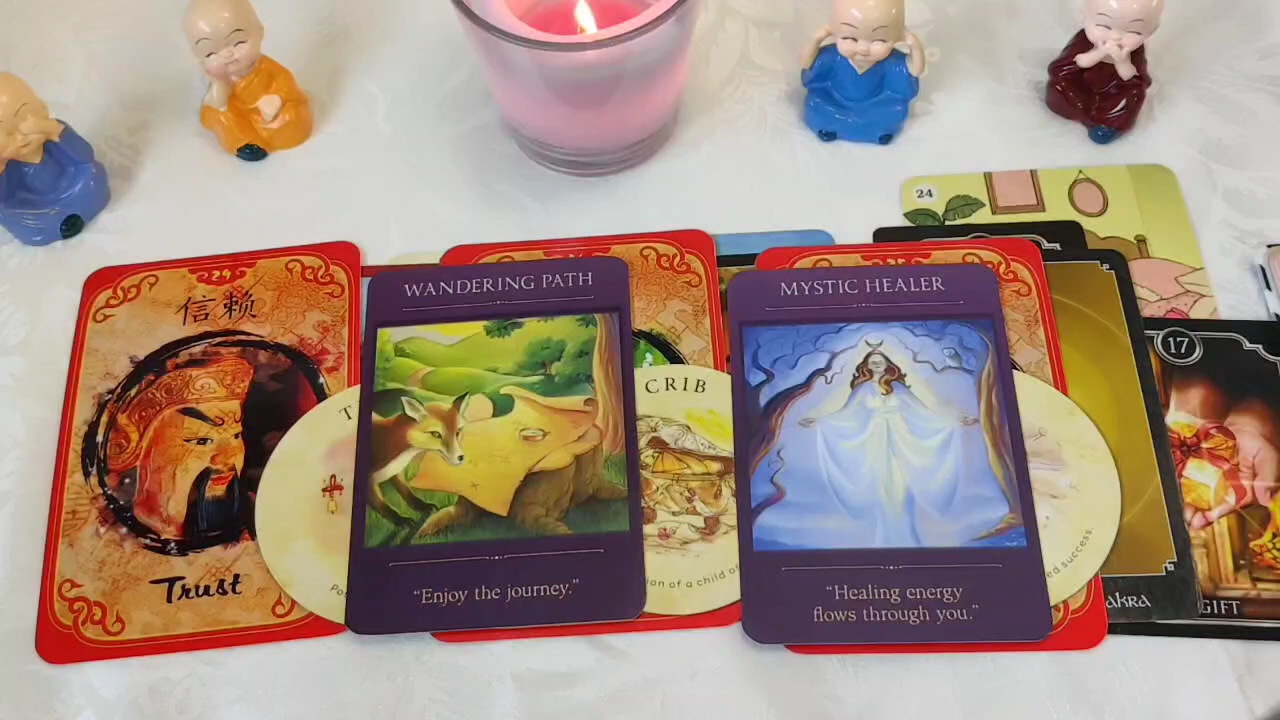 24
29
信赖
Trust
WANDERING PATH
"Enjoy the journey."
CRIB
MYSTIC HEALER
"Healing energy
flows through you."
17
GIFT